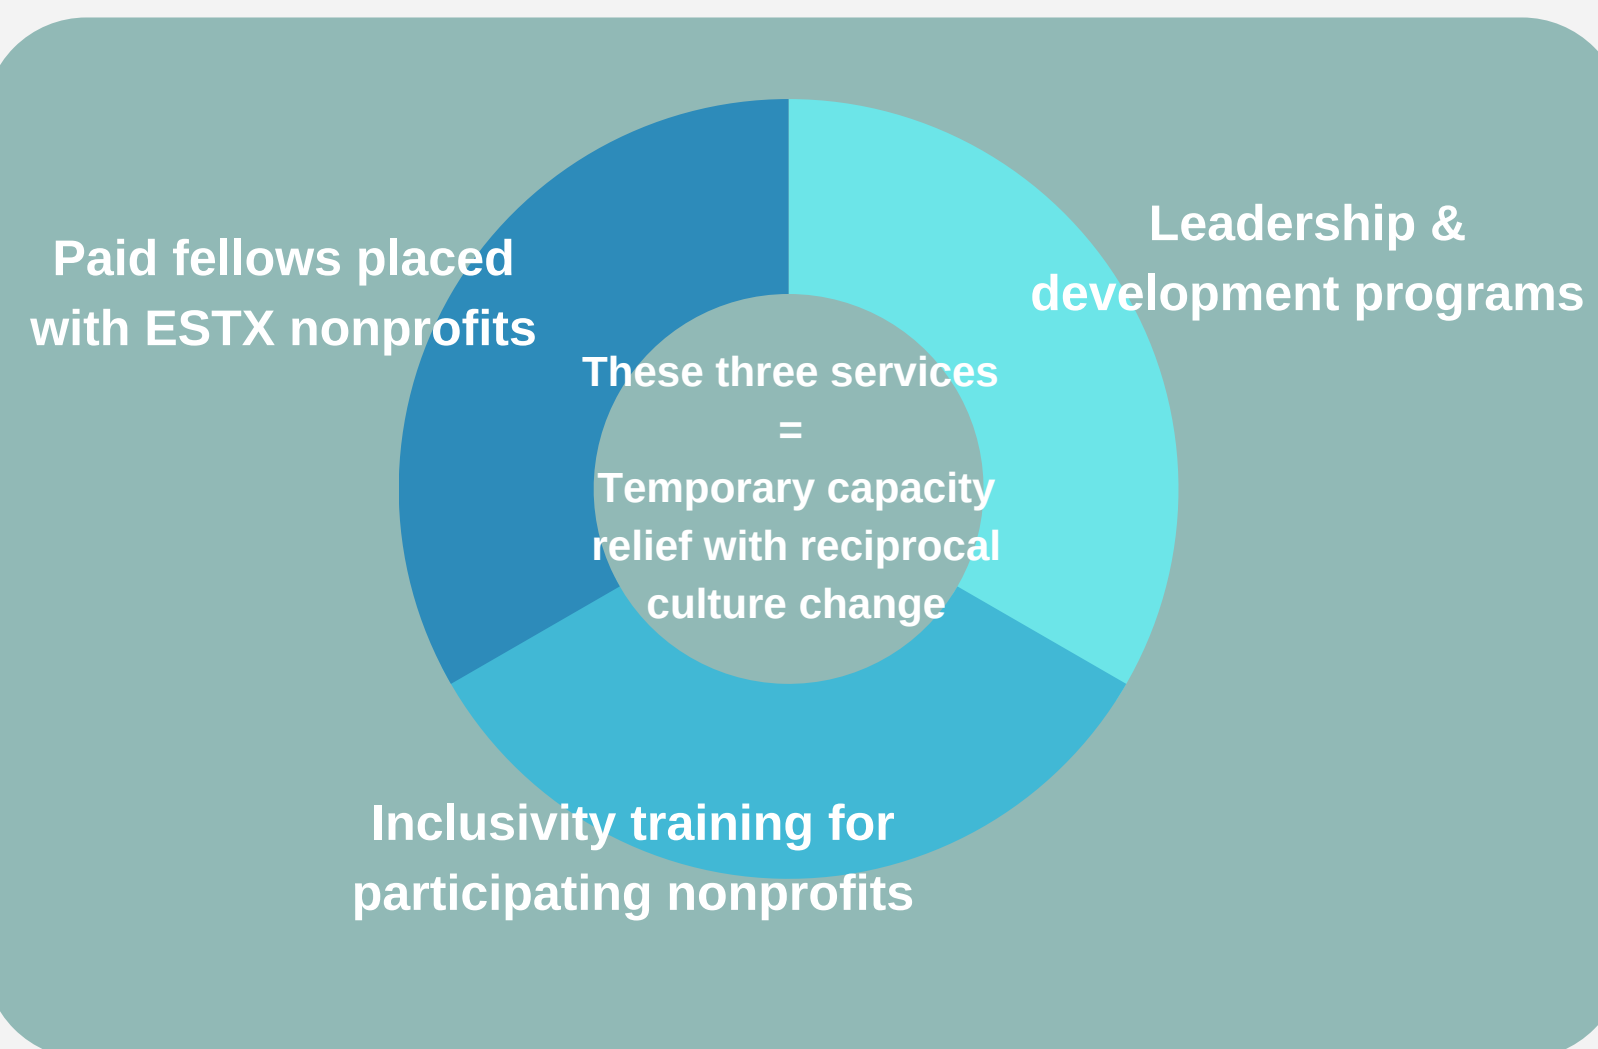 Paid fellows placed
with ESTX nonprofits
Leadership &
development programs
These three services
=
Temporary capacity
relief with reciprocal
culture change
Inclusivity training for
participating nonprofits